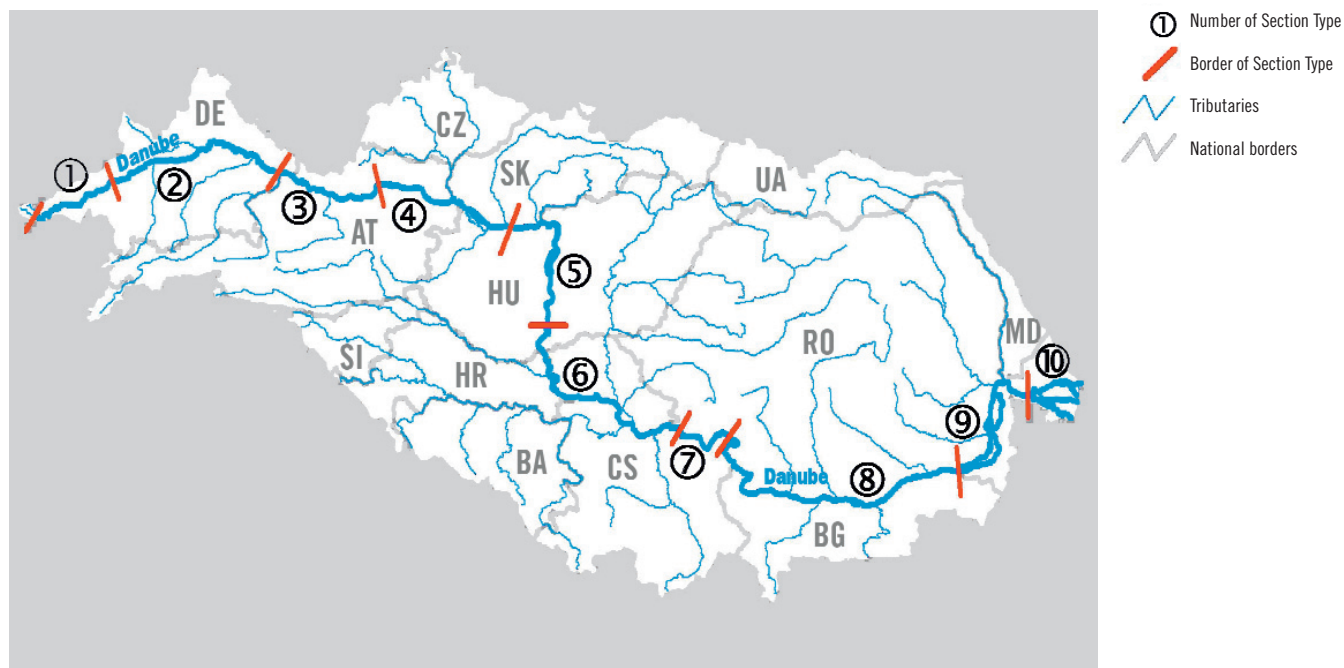 ① Number of Section Type
Border of Section Type
Tributaries
National borders
DE
CZ
Danube
①
②
SK
UA
③
④
AT
⑤
HU
MD
RO
⑩
SI
HR
⑥
⑨
⑦
BA
CS
Danube
⑧
BG